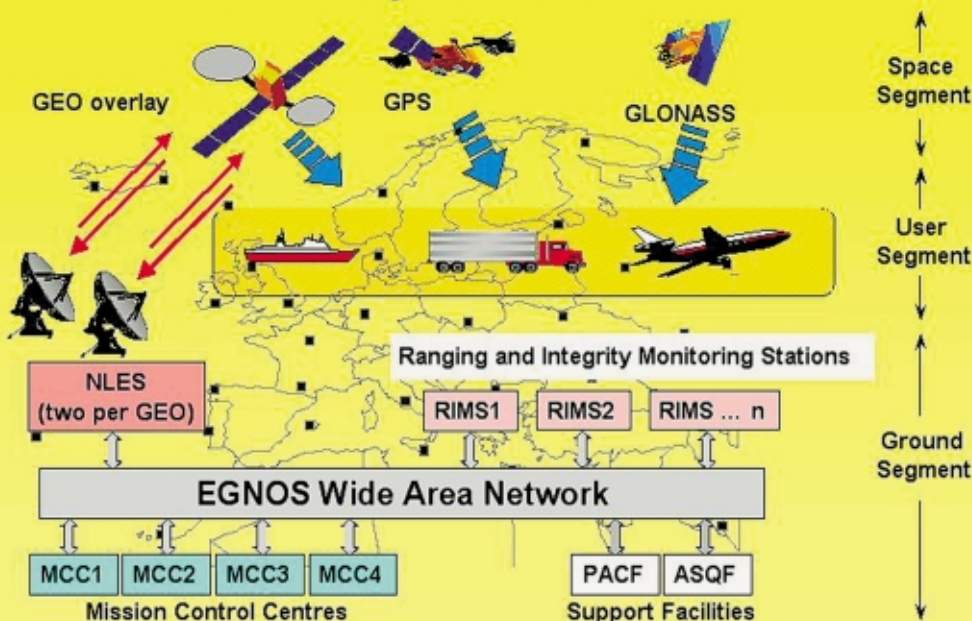 GEO overlay
GPS
GLONASS
Space
Segment
User
Segment
Ranging and Integrity Monitoring Stations
NLES
(two per GEO)
RIMS1
RIMS2
RIMS ... n
Ground
Segment
EGNOS Wide Area Network
MCC1
MCC2
MCC3
MCC4
PACF
ASQF
Mission Control Centres
Support Facilities